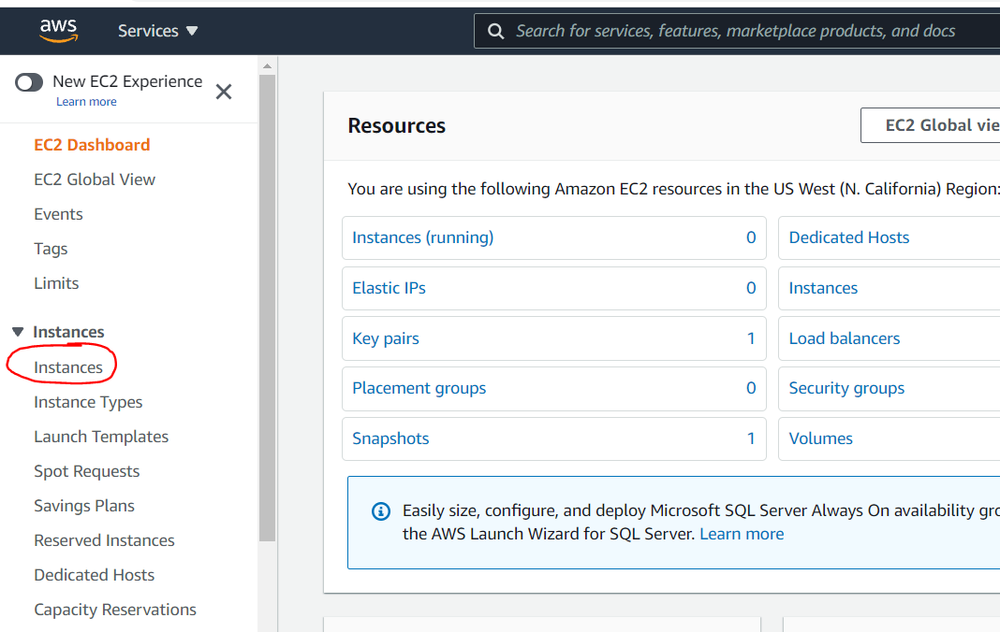 aws
Services
Search for services, features, marketplace products, and docs
New EC2 Experience
Learn more
EC2 Dashboard
EC2 Global View
Events
Tags
Limits
Instances
Instances
Instance Types
Launch Templates
Spot Requests
Savings Plans
Reserved Instances
Dedicated Hosts
Capacity Reservations
Resources
EC2 Global vie
You are using the following Amazon EC2 resources in the US West (N. California) Region:
Instances (running) 0
Dedicated Hosts
Elastic IPs 0
Instances
Key pairs 1
Load balancers
Placement groups 0
Security groups
Snapshots 1
Volumes
Easily size, configure, and deploy Microsoft SQL Server Always On availability gro
the AWS Launch Wizard for SQL Server. Learn more